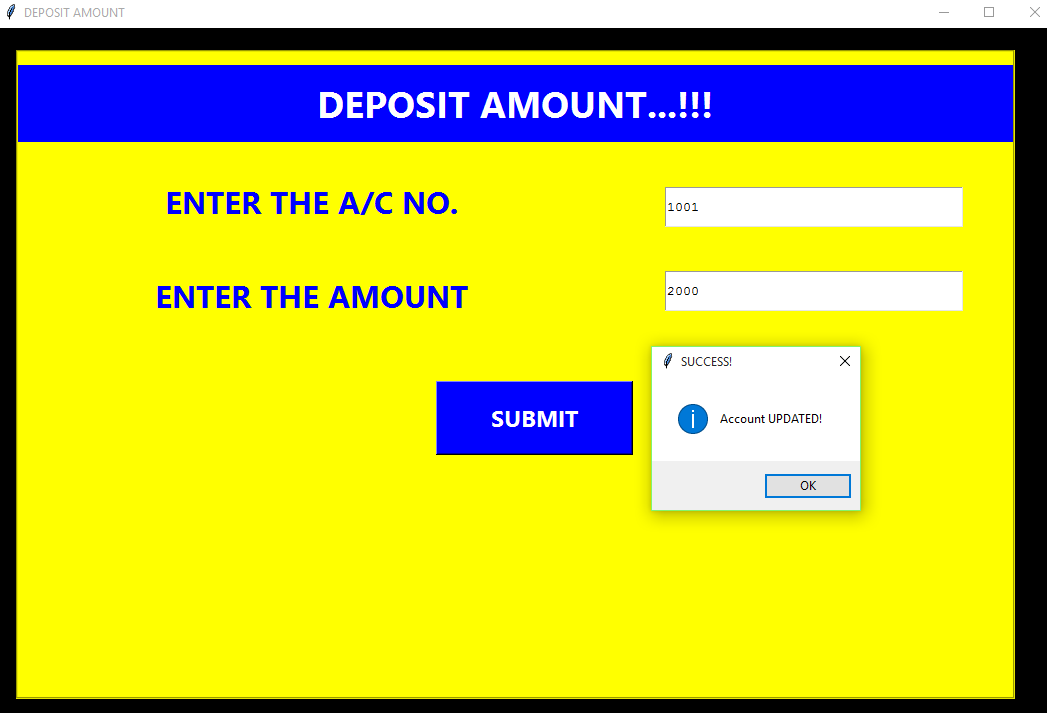 DEPOSIT AMOUNT
DEPOSIT AMOUNT...!!!
ENTER THE A/C NO.
1001
ENTER THE AMOUNT
2000
SUBMIT
SUCCESS!
Account UPDATED!
OK